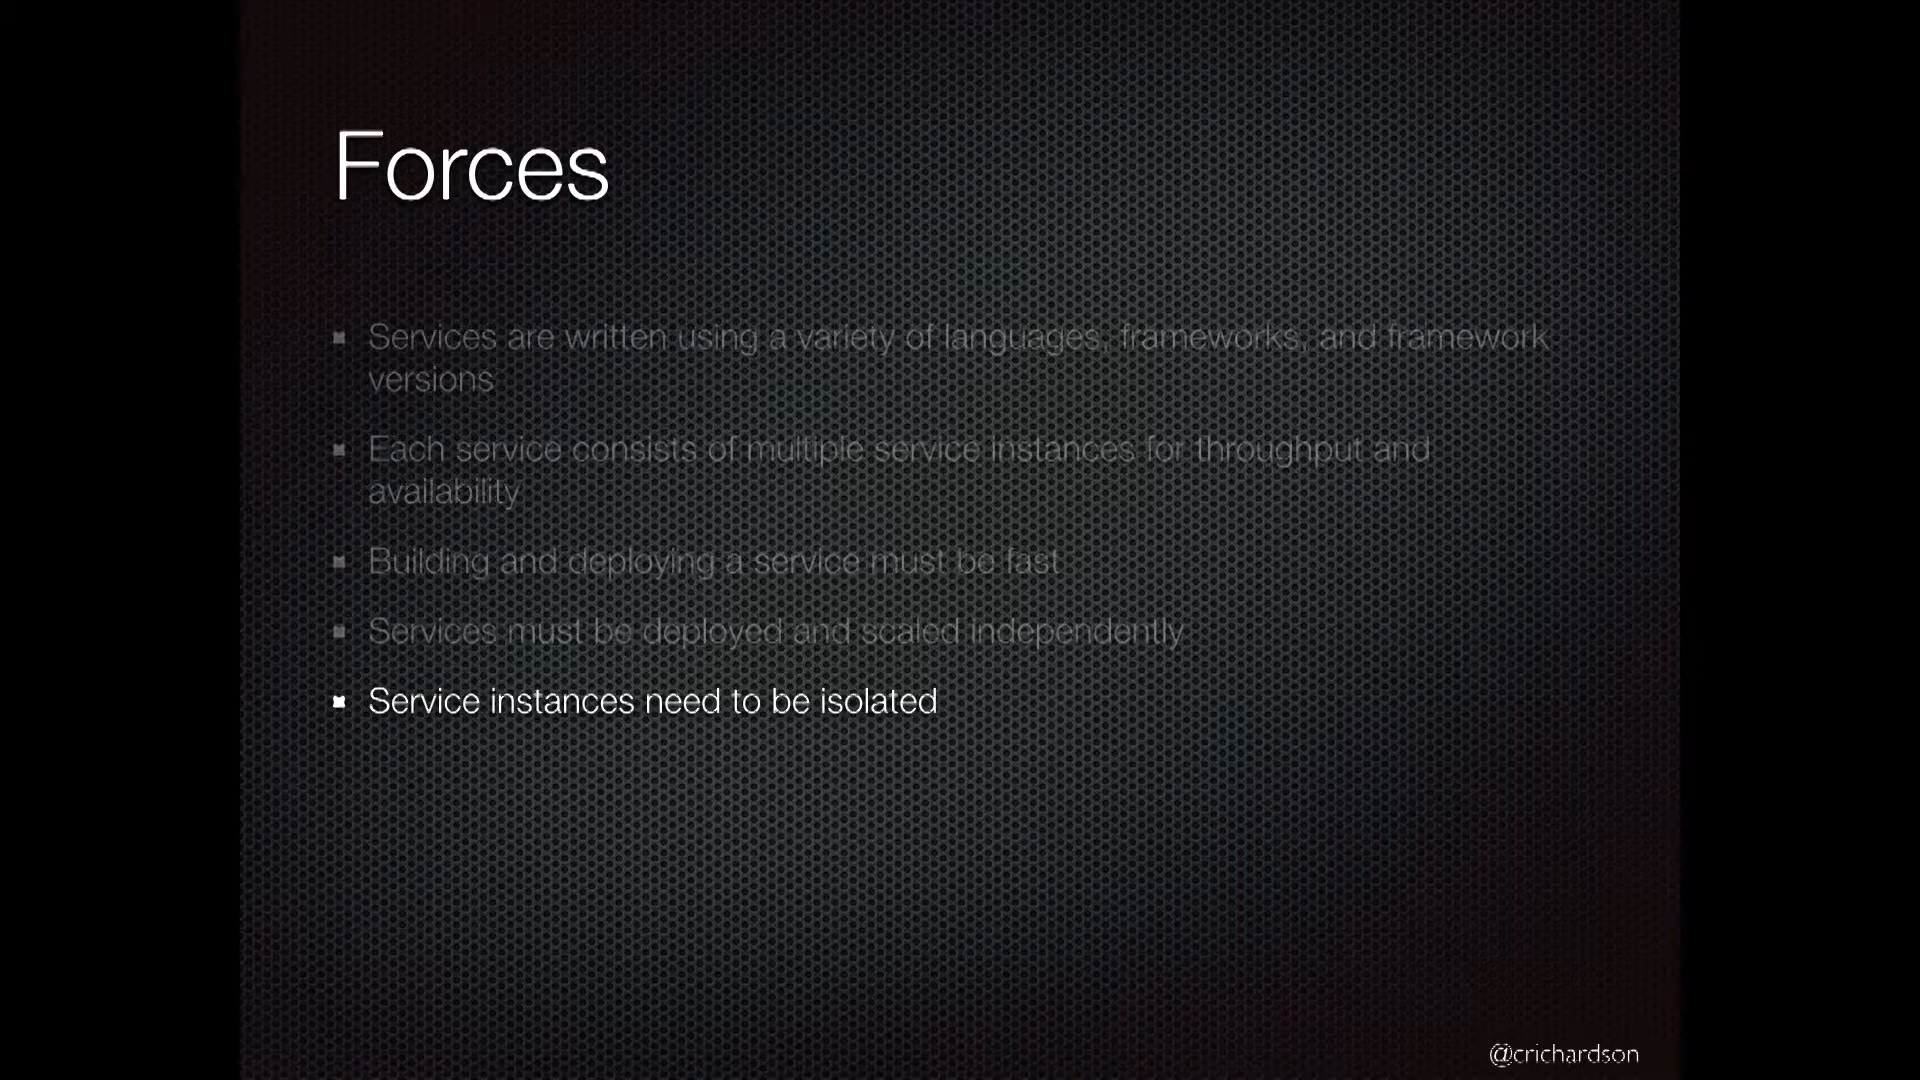 Forces
Services are written using a variety of languages, frameworks, and framework
versions
Each service consists of multiple service instances for throughput and
availability
Building and deploying a service must be fast
Services must be deployed and scaled independently
Service instances need to be isolated
@crichardson